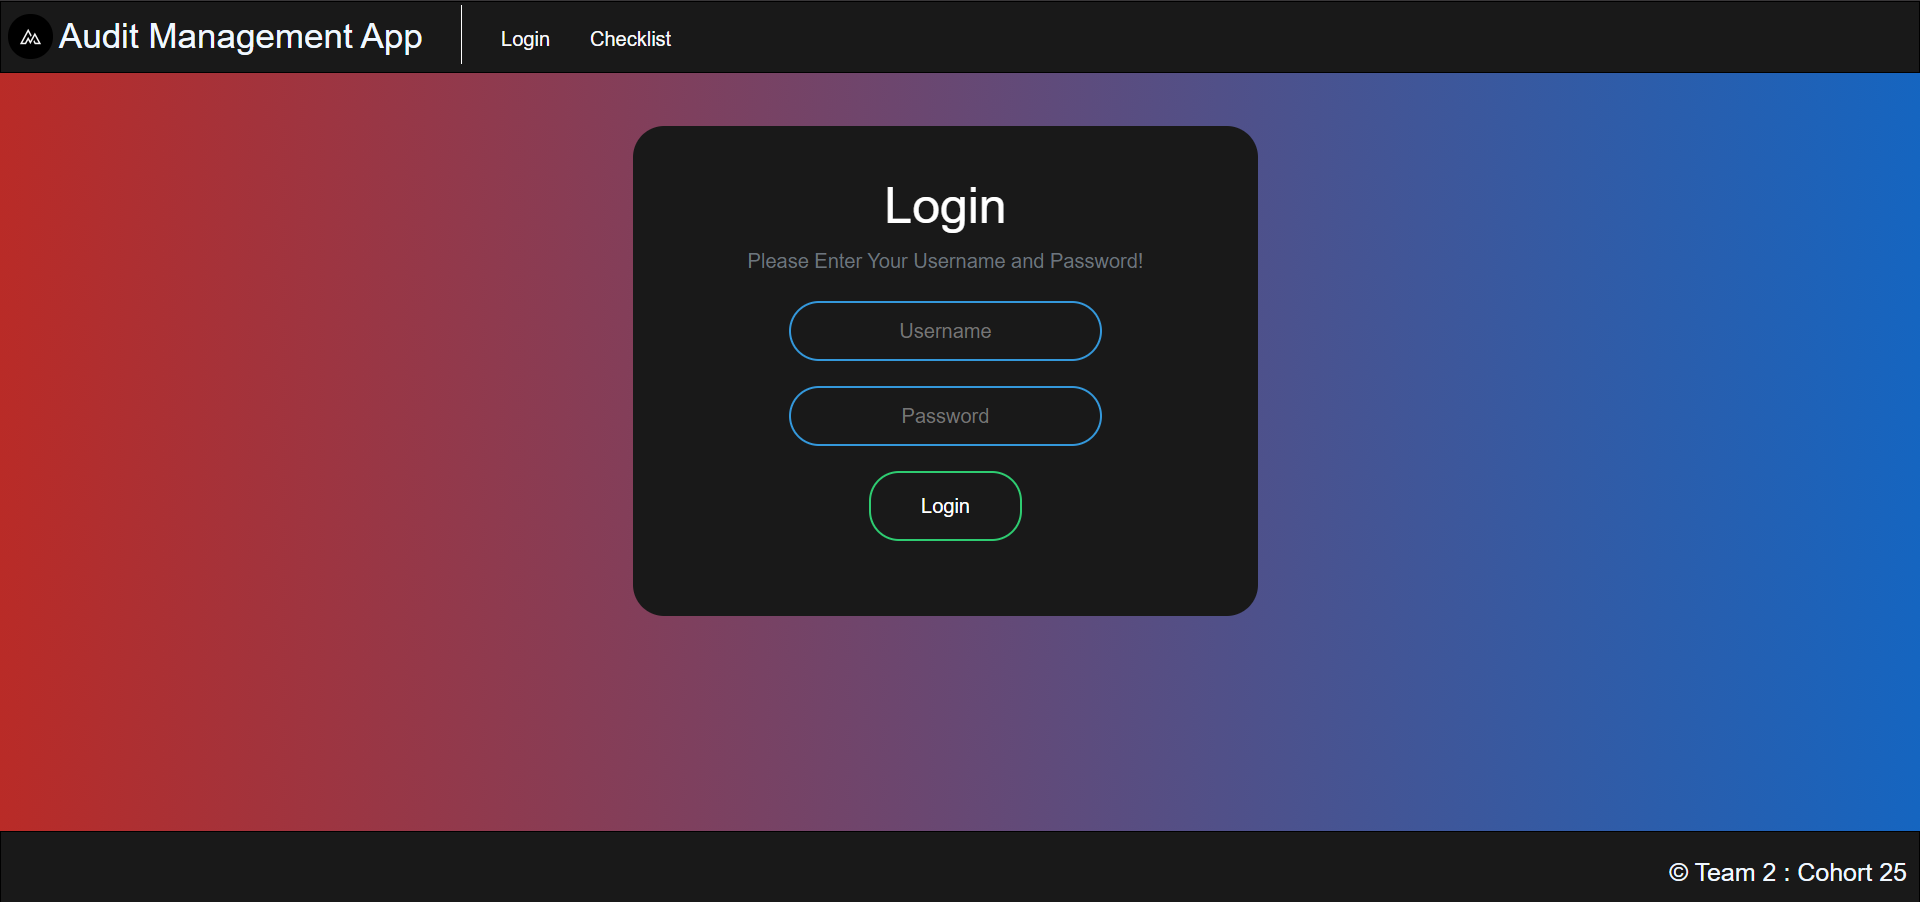 Audit Management App
Login
Checklist
Login
Please Enter Your Username and Password!
Username
Password
Login
© Team 2 : Cohort 25